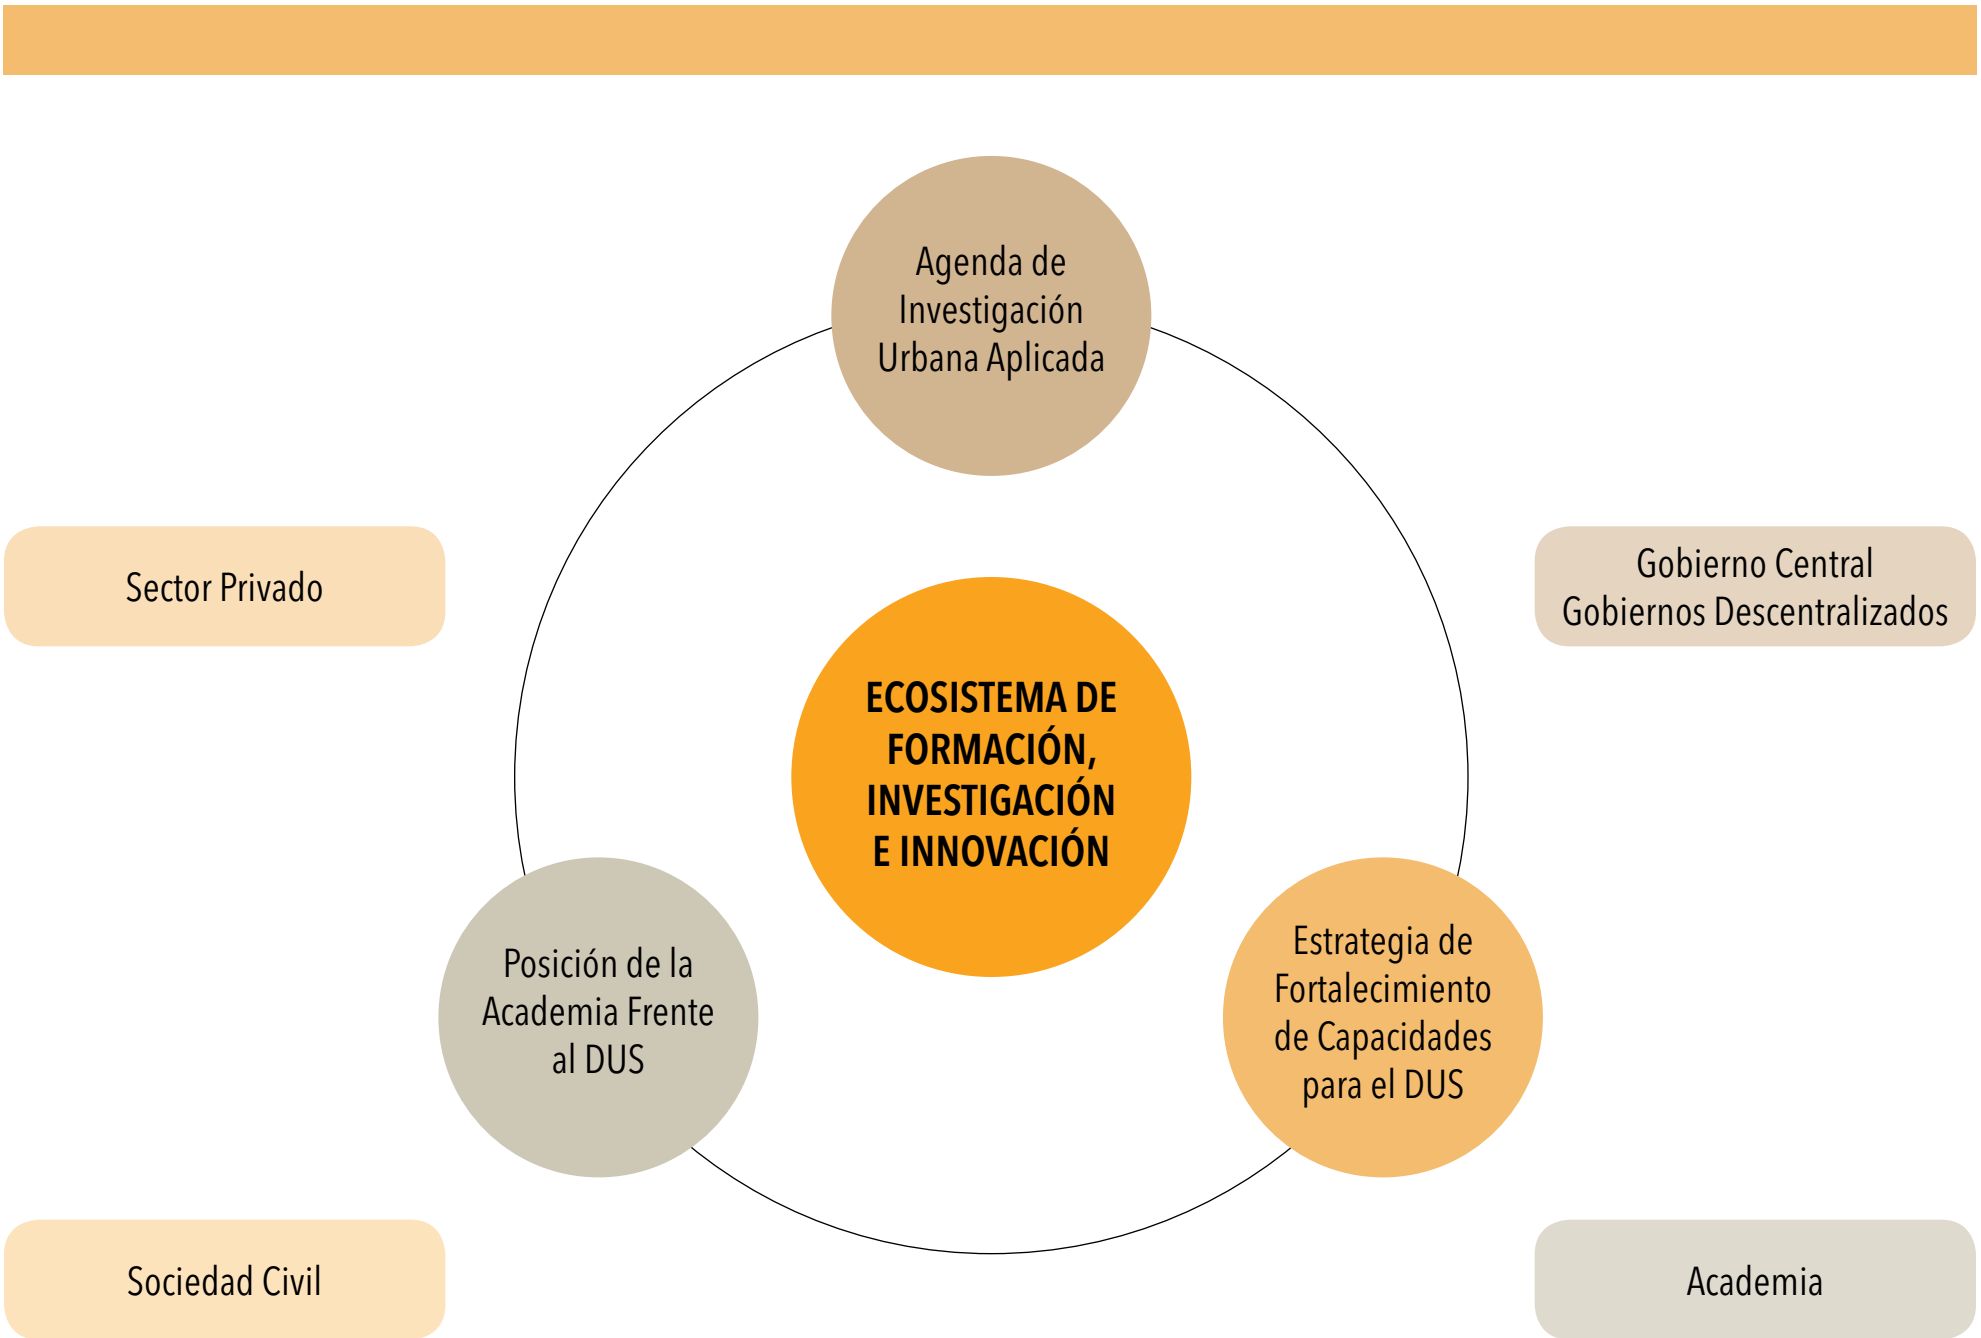 Agenda de
Investigación
Urbana Aplicada
Sector Privado
Gobierno Central
Gobiernos Descentralizados
ECOSISTEMA DE
FORMACIÓN,
INVESTIGACIÓN
E INNOVACIÓN
Posición de la
Academia Frente
al DUS
Estrategia de
Fortalecimiento
de Capacidades
para el DUS
Sociedad Civil
Academia